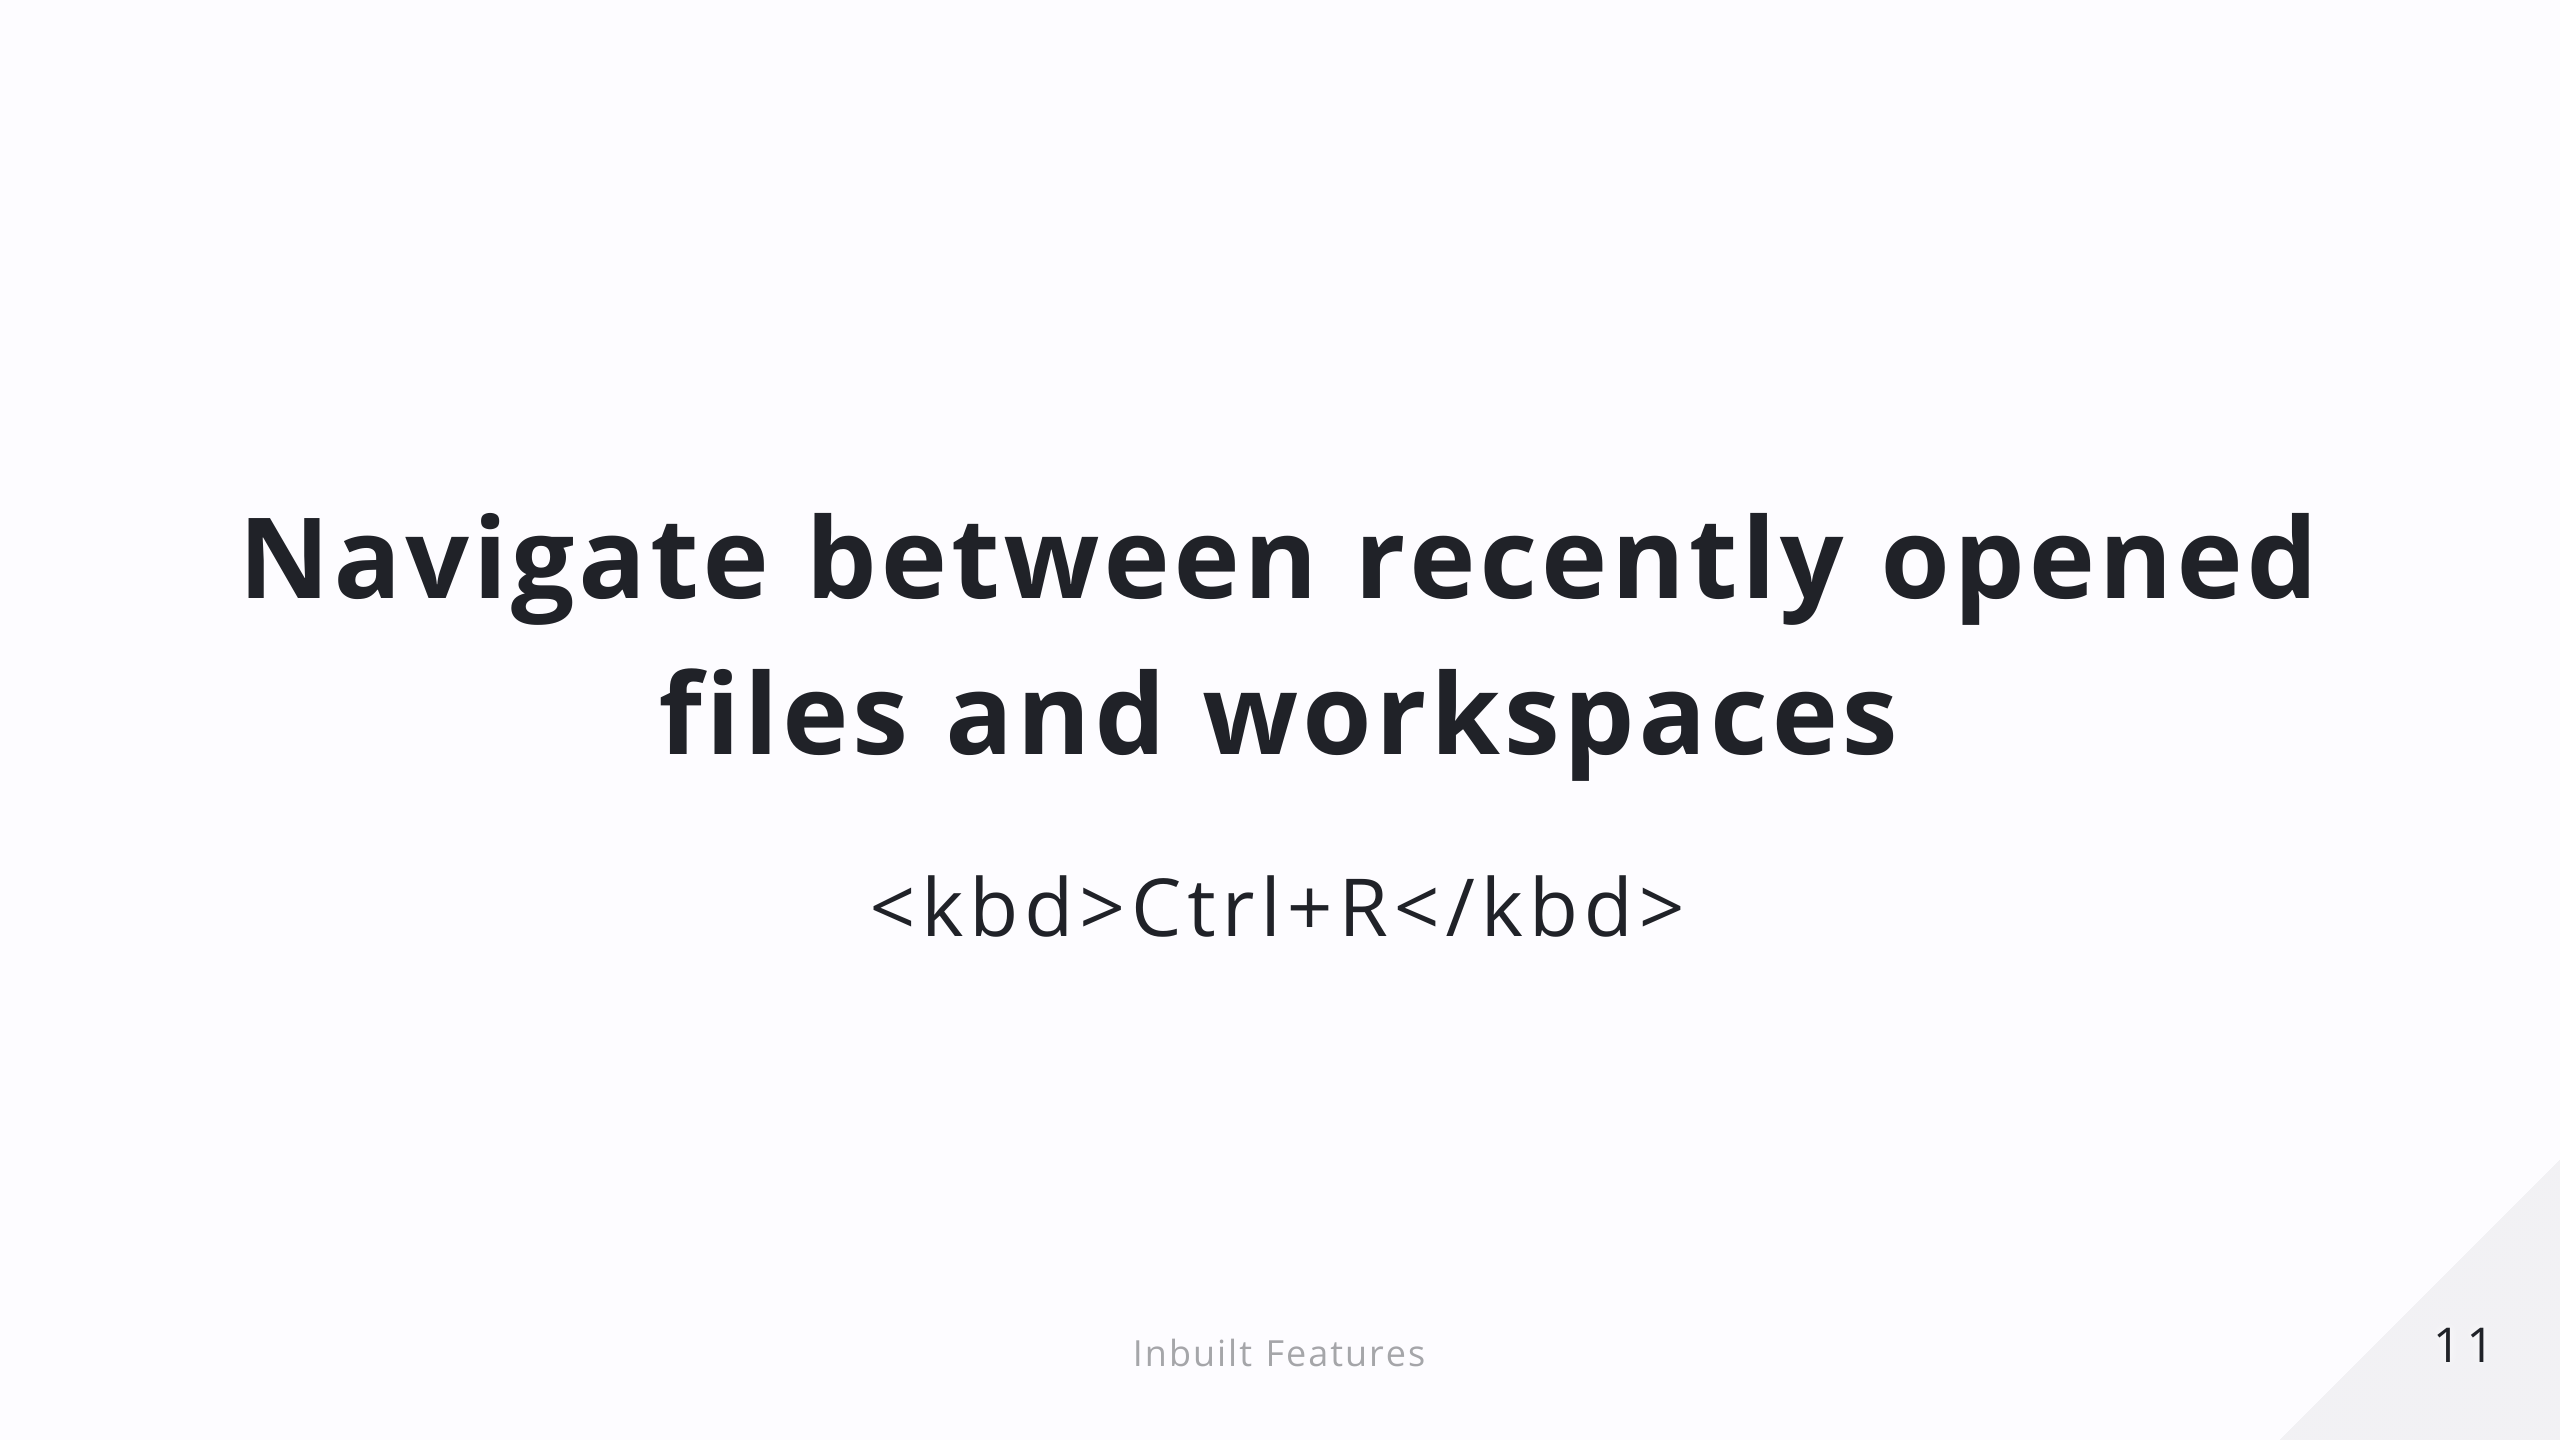 Navigate between recently opened
files and workspaces
<kbd>Ctrl+R</kbd>
Inbuilt Features
11